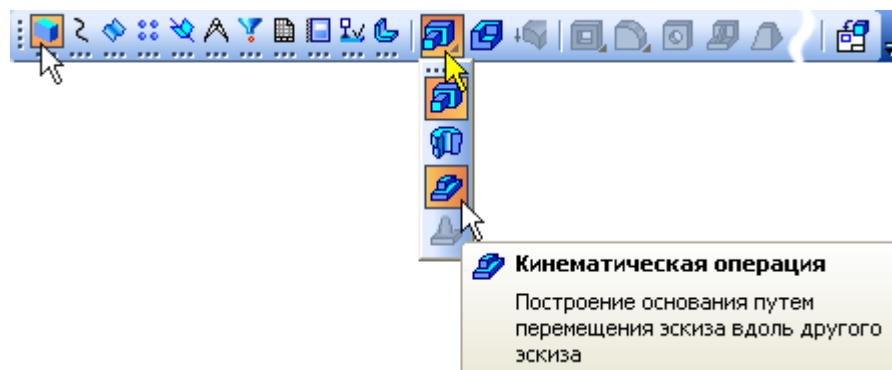 Кинематическая операция
Построение основания путем
перемещения эскиза вдоль другого
эскиза